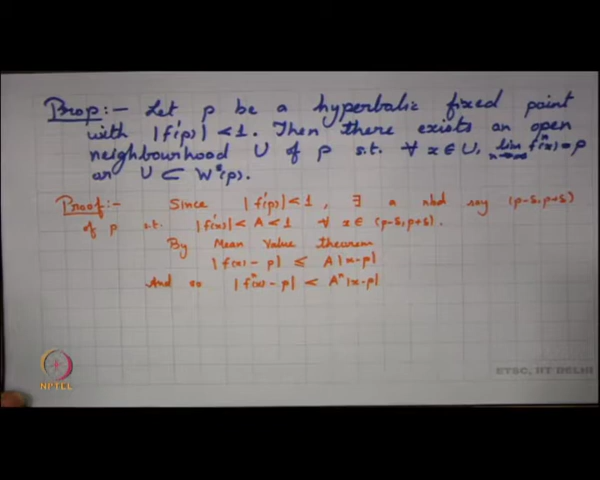 Prop:- Let p be a hyperbolic fixed point
with |f'(p)| < 1. Then there exists an open
neighbourhood U of p s.t. ∀ x ∈ U, lim n→∞ fⁿ(x) = p
or U ⊂ Wˢ(p).
Proof:- Since |f'(p)| < 1, ∃ a nbd say (p-δ, p+δ)
of p s.t. |f'(x)| < A < 1 ∀ x ∈ (p-δ, p+δ).
By Mean Value theorem
|f(x) - p| ≤ A |x-p|
And so |fⁿ(x) - p| < Aⁿ |x-p|
NPTEL
ETSC, IIT DELHI